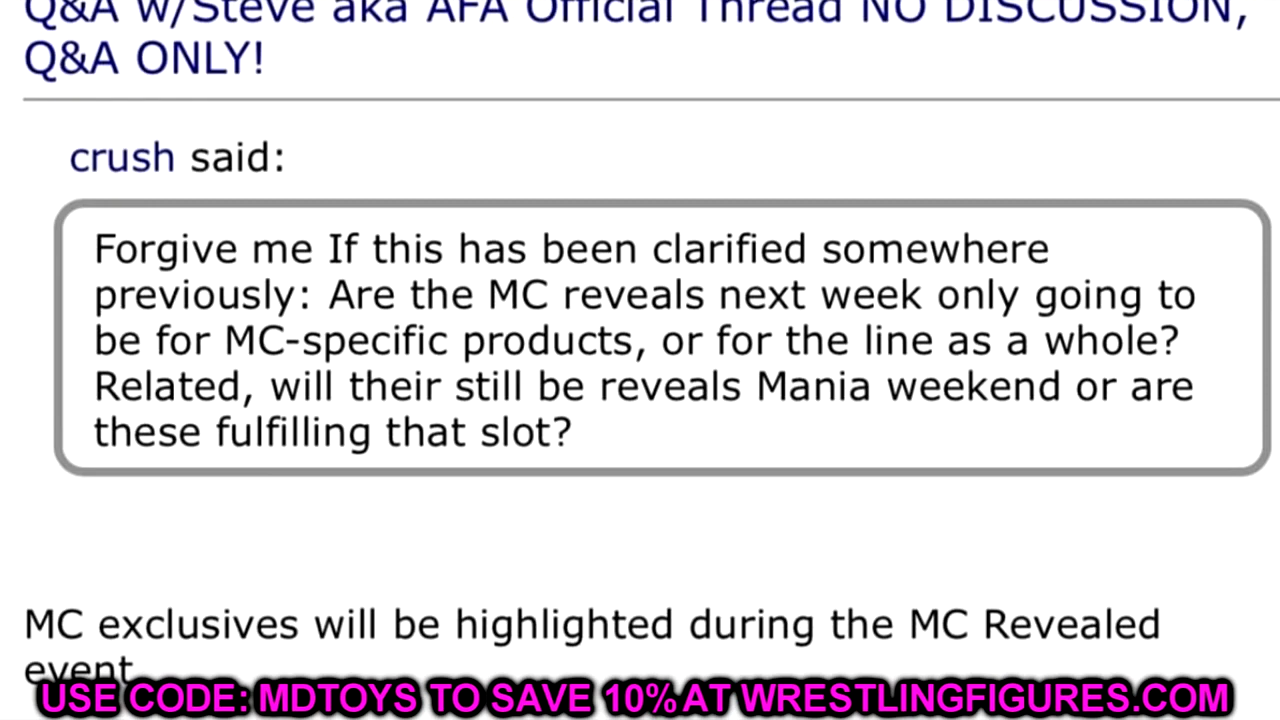 Q&A w/Steve aka AFA Official Thread NO DISCUSSION,
Q&A ONLY!
crush said:
Forgive me If this has been clarified somewhere
previously: Are the MC reveals next week only going to
be for MC-specific products, or for the line as a whole?
Related, will their still be reveals Mania weekend or are
these fulfilling that slot?
MC exclusives will be highlighted during the MC Revealed
event
USE CODE: MDTOYS TO SAVE 10% AT WRESTLINGFIGURES.COM